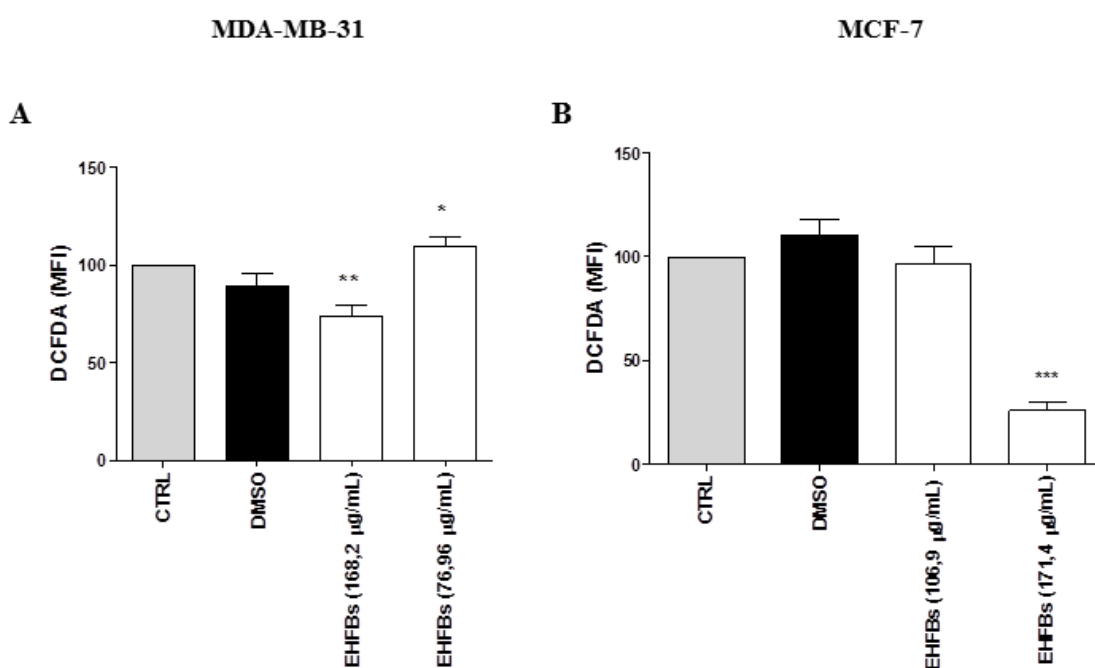 MDA-MB-31
MCF-7
A
DCFDA (MFI)
150
100
50
0
**
*
CTRL
DMSO
EHFBs (168,2 µg/mL)
EHFBs (76,96 µg/mL)
B
DCFDA (MFI)
150
100
50
0
***
CTRL
DMSO
EHFBs (106,9 µg/mL)
EHFBs (171,4 µg/mL)